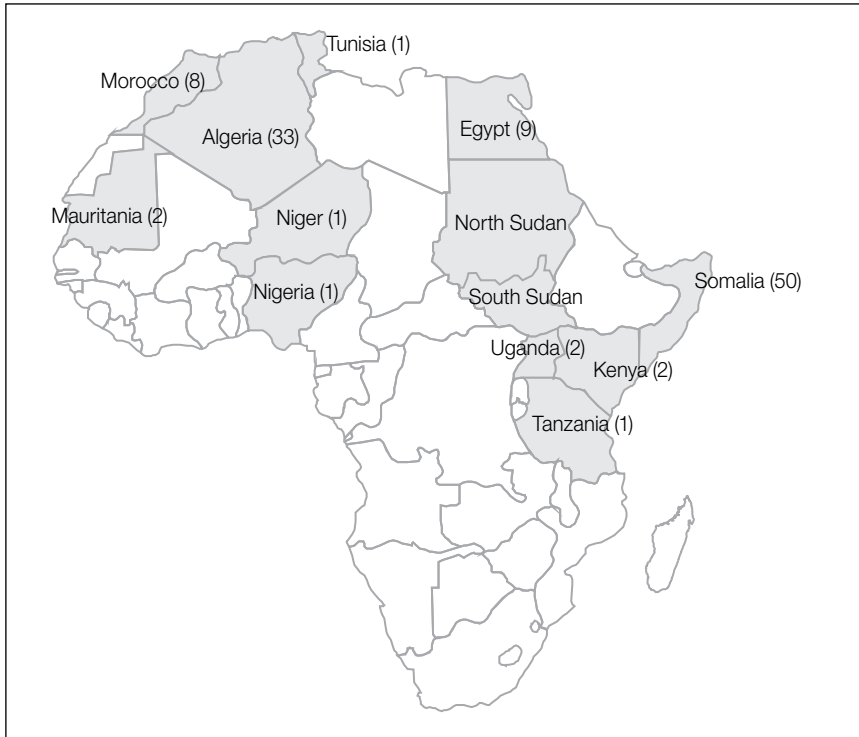 Tunisia (1)
Morocco (8)
Algeria (33)
Egypt (9)
Mauritania (2)
Niger (1)
North Sudan
Nigeria (1)
South Sudan
Somalia (50)
Uganda (2)
Kenya (2)
Tanzania (1)